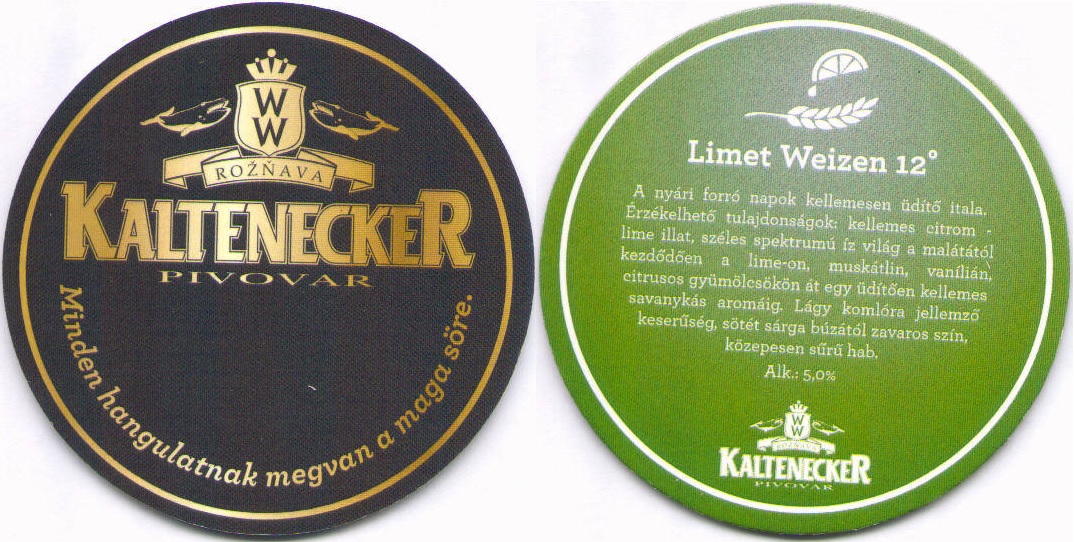 W
W
ROŽŇAVA
KALTENECKER
PIVOVAR
Minden hangulatnak megvan a maga söre.
Limet Weizen 12°
A nyári forró napok kellemesen üdítő itala.
Érzékelhető tulajdonságok: kellemes citrom -
lime illat, széles spektrumú íz világ a malátától
kezdődően a lime-on, muskátlin, vanílián,
citrusos gyümölcsökön át egy üdítően kellemes
savanykás aromáig. Lágy komlóra jellemző
keserűség, sötét sárga búzától zavaros szín,
közepesen sűrű hab.
Alk.: 5,0%
W
W
ROŽŇAVA
KALTENECKER
PIVOVAR